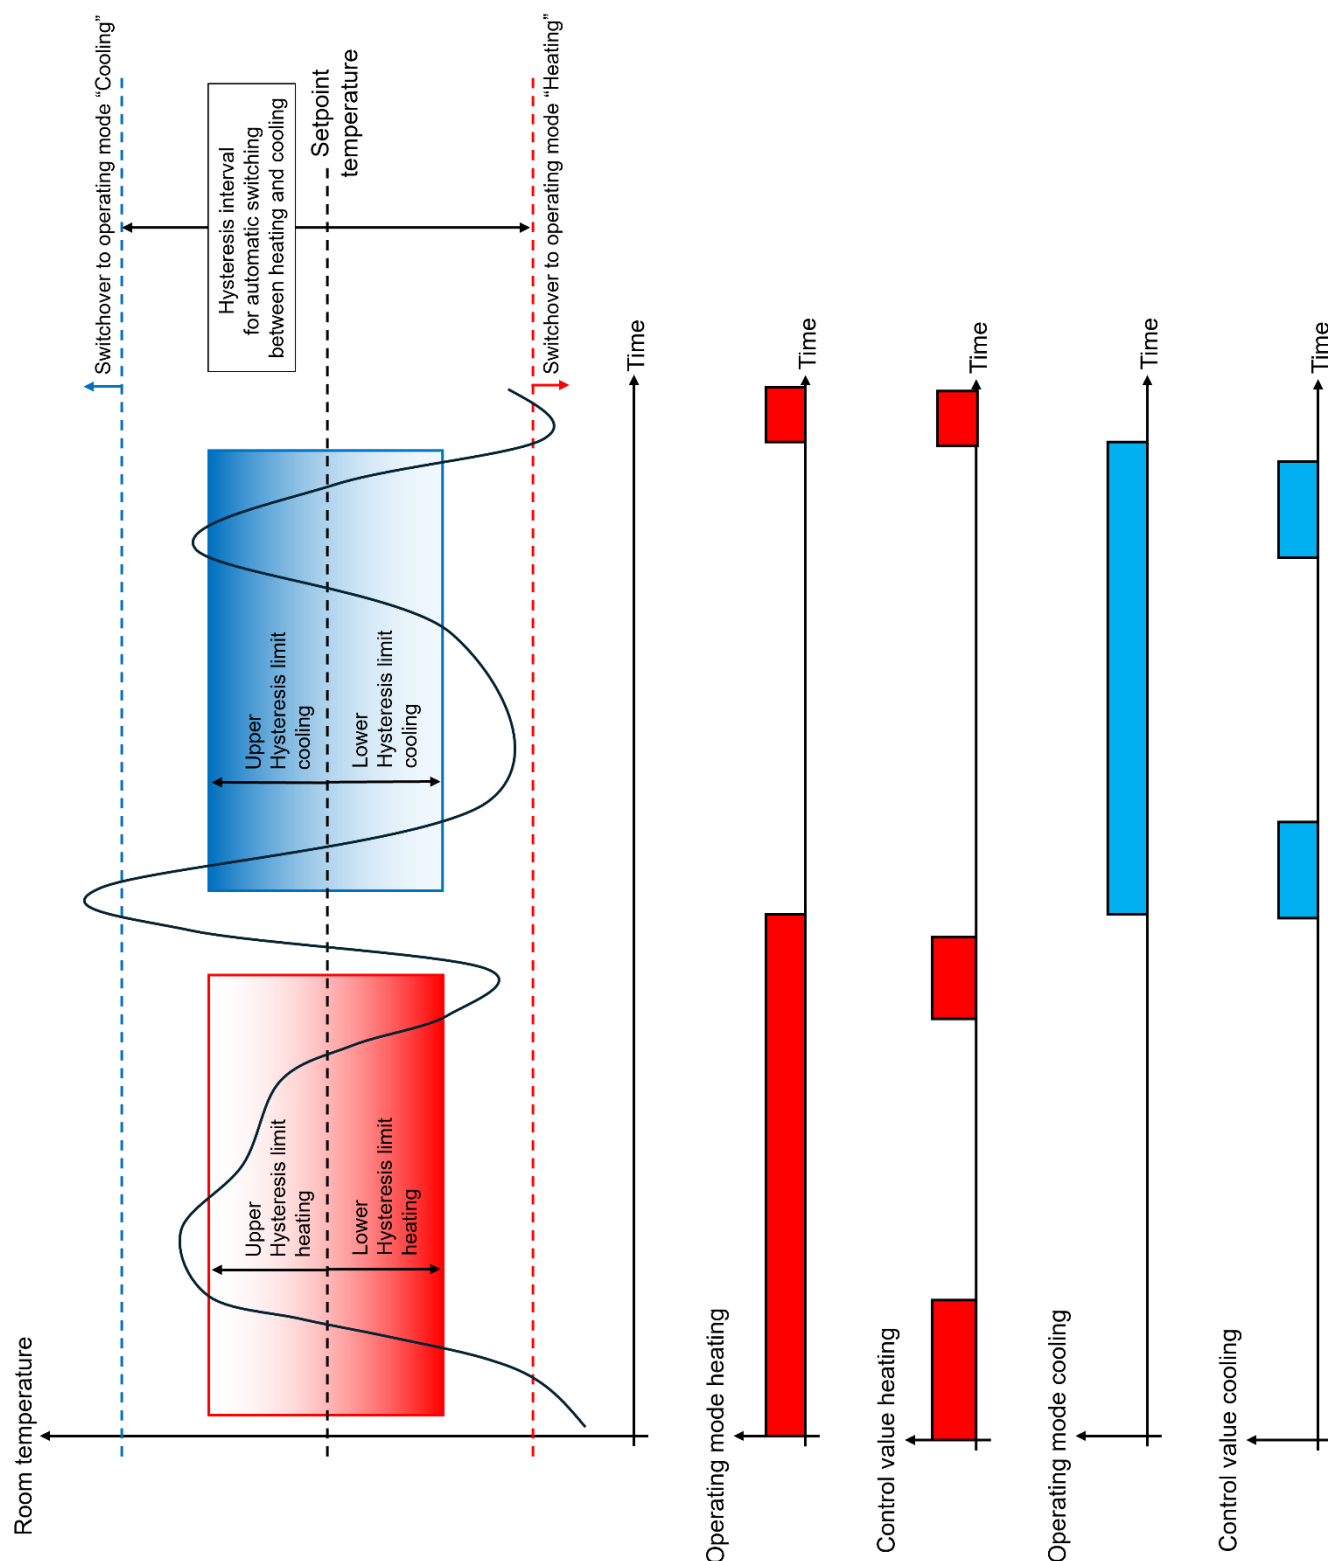 Room temperature
Switchover to operating mode “Cooling”
Hysteresis interval
for automatic switching
between heating and cooling
Setpoint
temperature
Switchover to operating mode “Heating”
Upper
Hysteresis limit
heating
Lower
Hysteresis limit
heating
Upper
Hysteresis limit
cooling
Lower
Hysteresis limit
cooling
Time
Operating mode heating
Time
Control value heating
Time
Operating mode cooling
Time
Control value cooling
Time